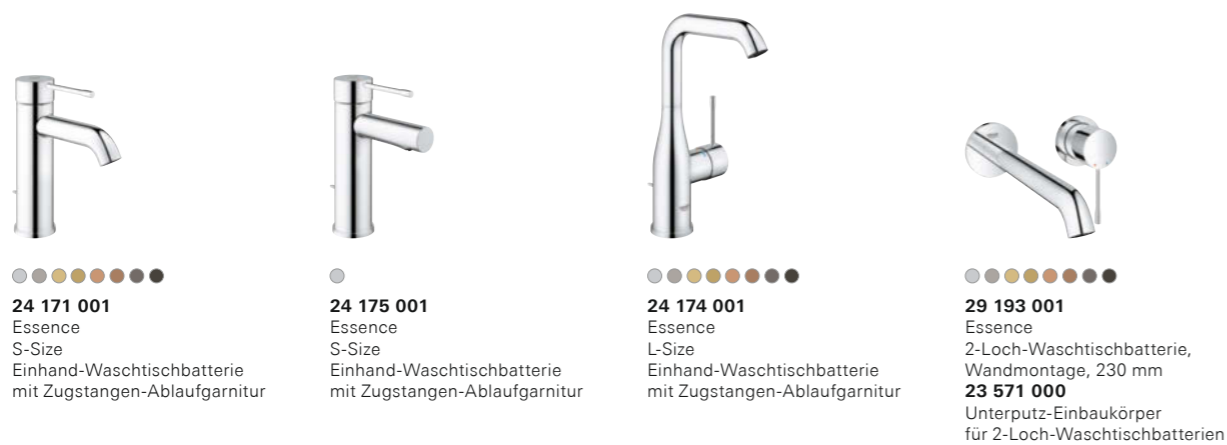 24 171 001
Essence
S-Size
Einhand-Waschtischbatterie
mit Zugstangen-Ablaufgarnitur
24 175 001
Essence
S-Size
Einhand-Waschtischbatterie
mit Zugstangen-Ablaufgarnitur
24 174 001
Essence
L-Size
Einhand-Waschtischbatterie
mit Zugstangen-Ablaufgarnitur
29 193 001
Essence
2-Loch-Waschtischbatterie,
Wandmontage, 230 mm
23 571 000
Unterputz-Einbaukörper
für 2-Loch-Waschtischbatterien